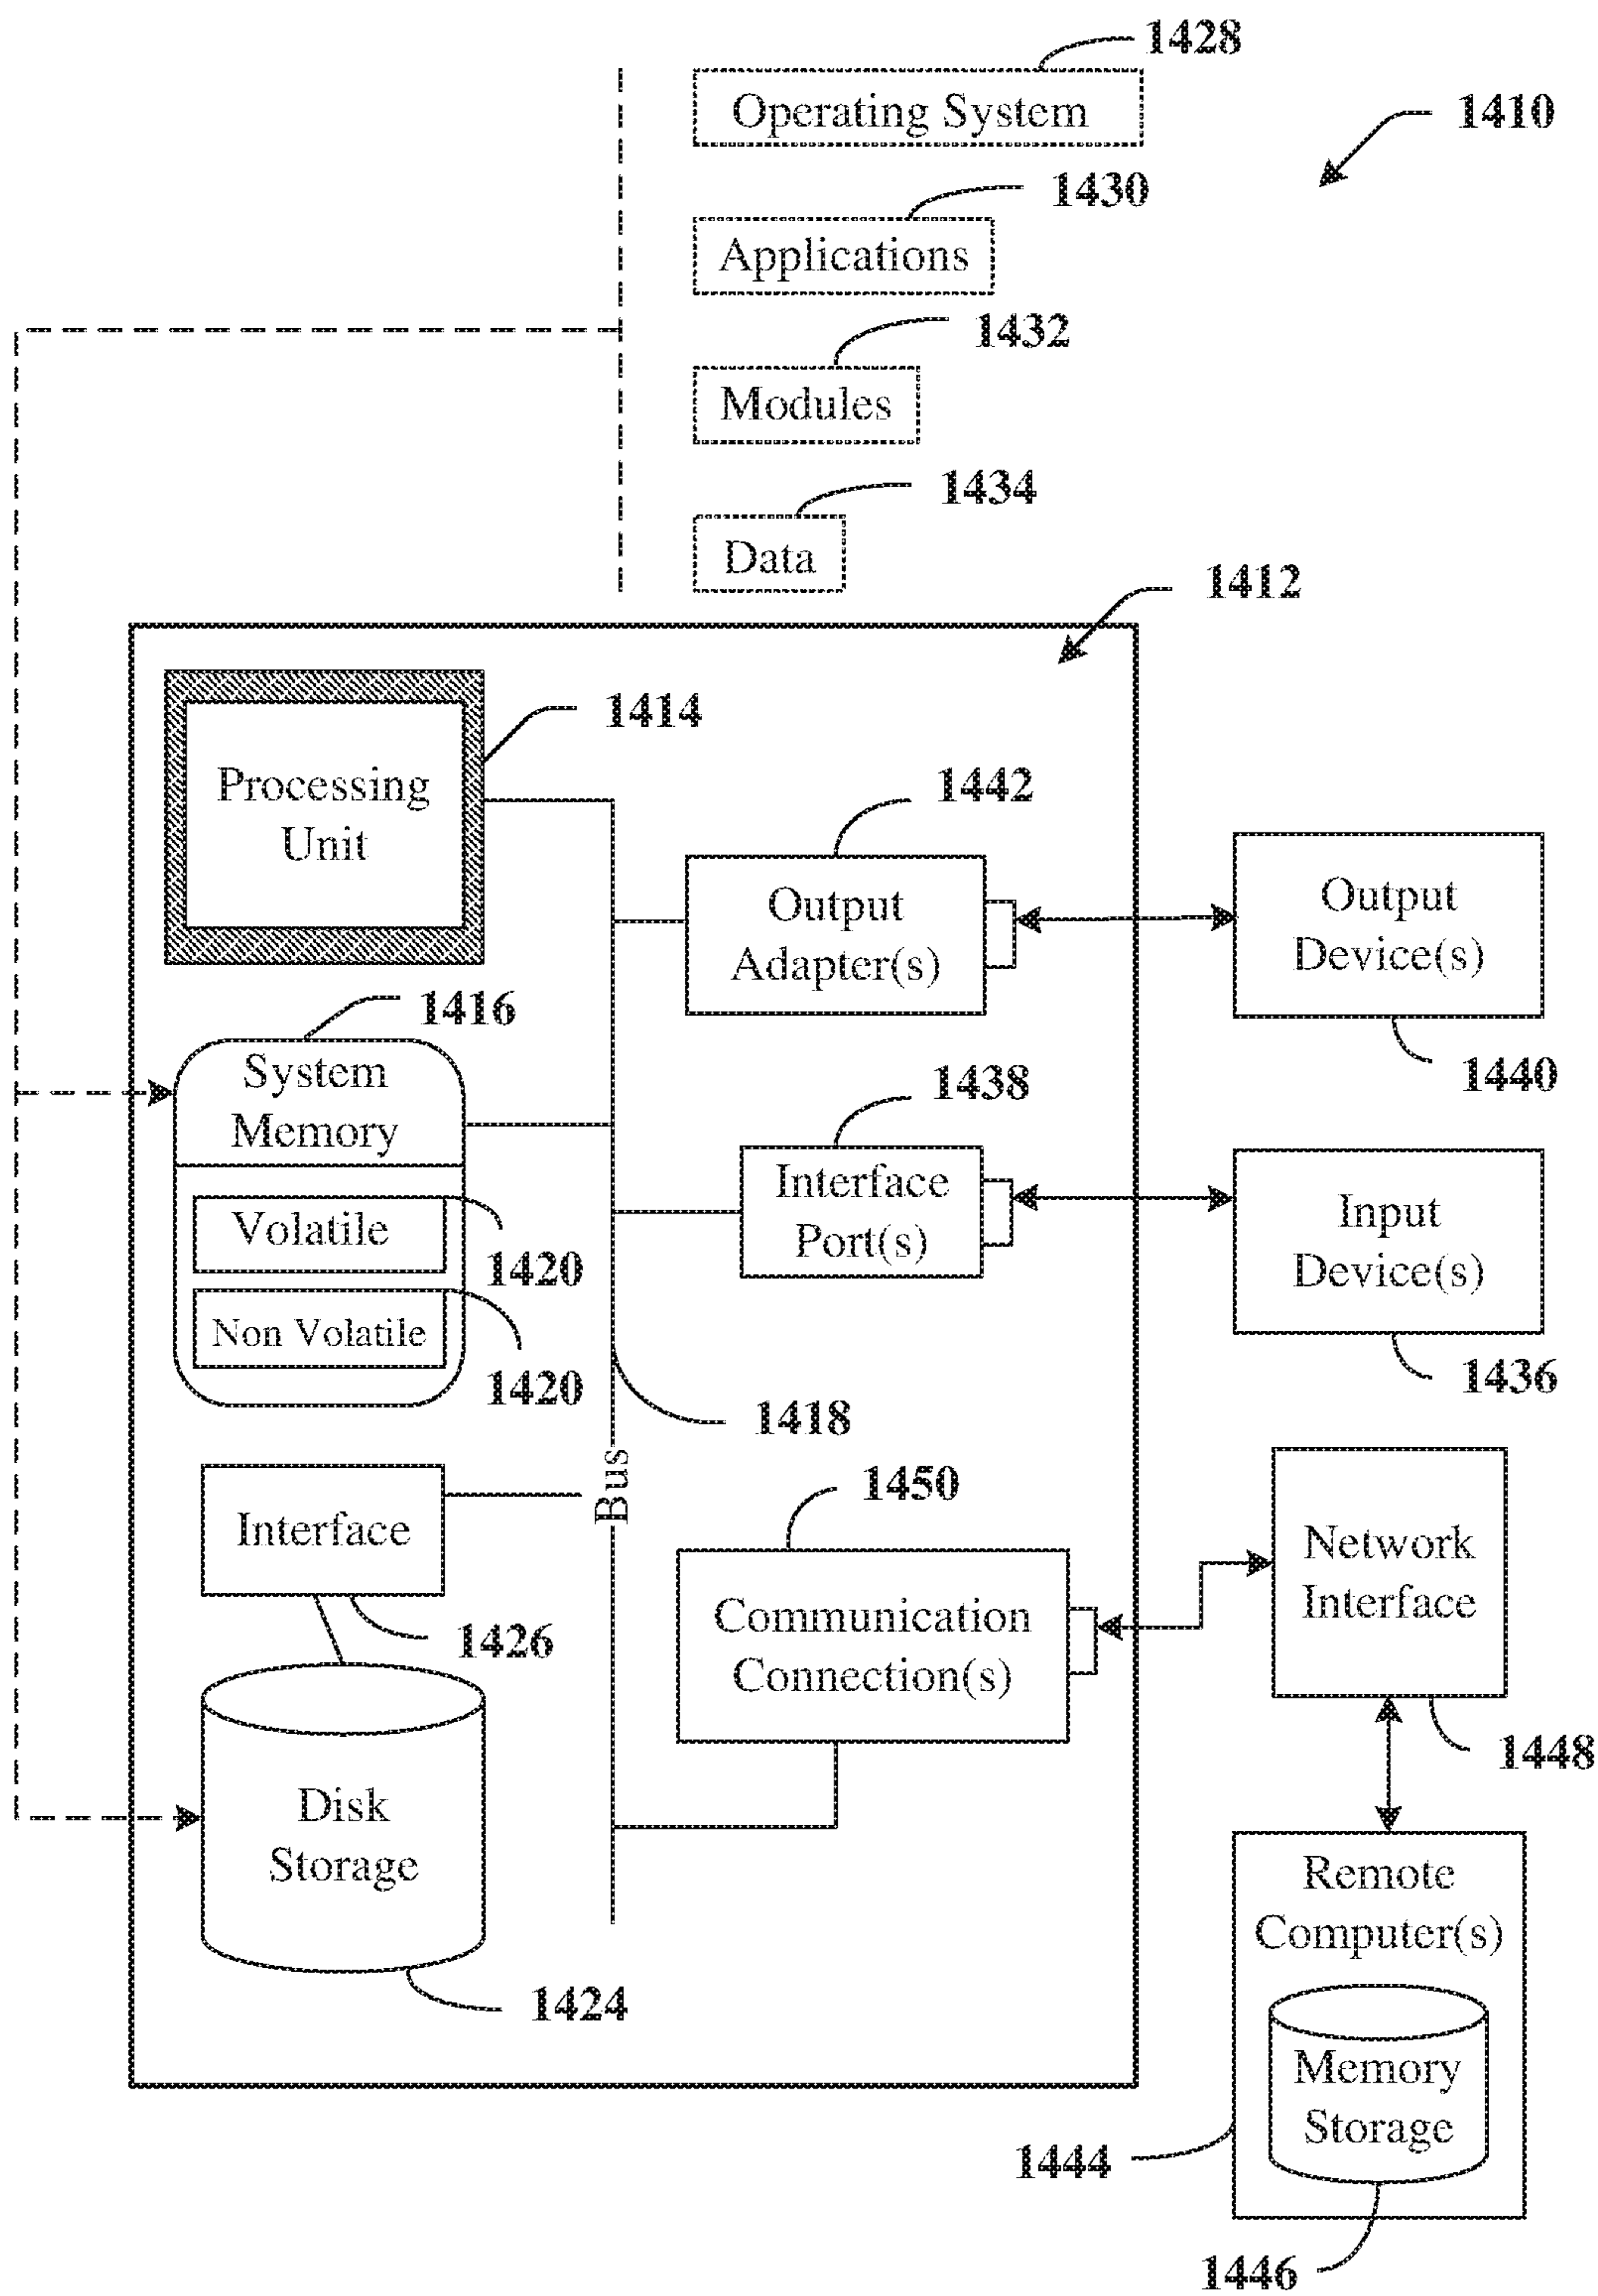 1428
Operating System
1410
1430
Applications
1432
Modules
1434
Data
1412
1414
Processing
Unit
1442
Output
Adapter(s)
Output
Device(s)
1440
1416
System
Memory
1438
Interface
Port(s)
Input
Device(s)
1436
Volatile
1420
Non Volatile
1420
1418
Bus
1450
Interface
1426
Communication
Connection(s)
Network
Interface
1448
Disk
Storage
1424
Remote
Computer(s)
Memory
Storage
1444
1446